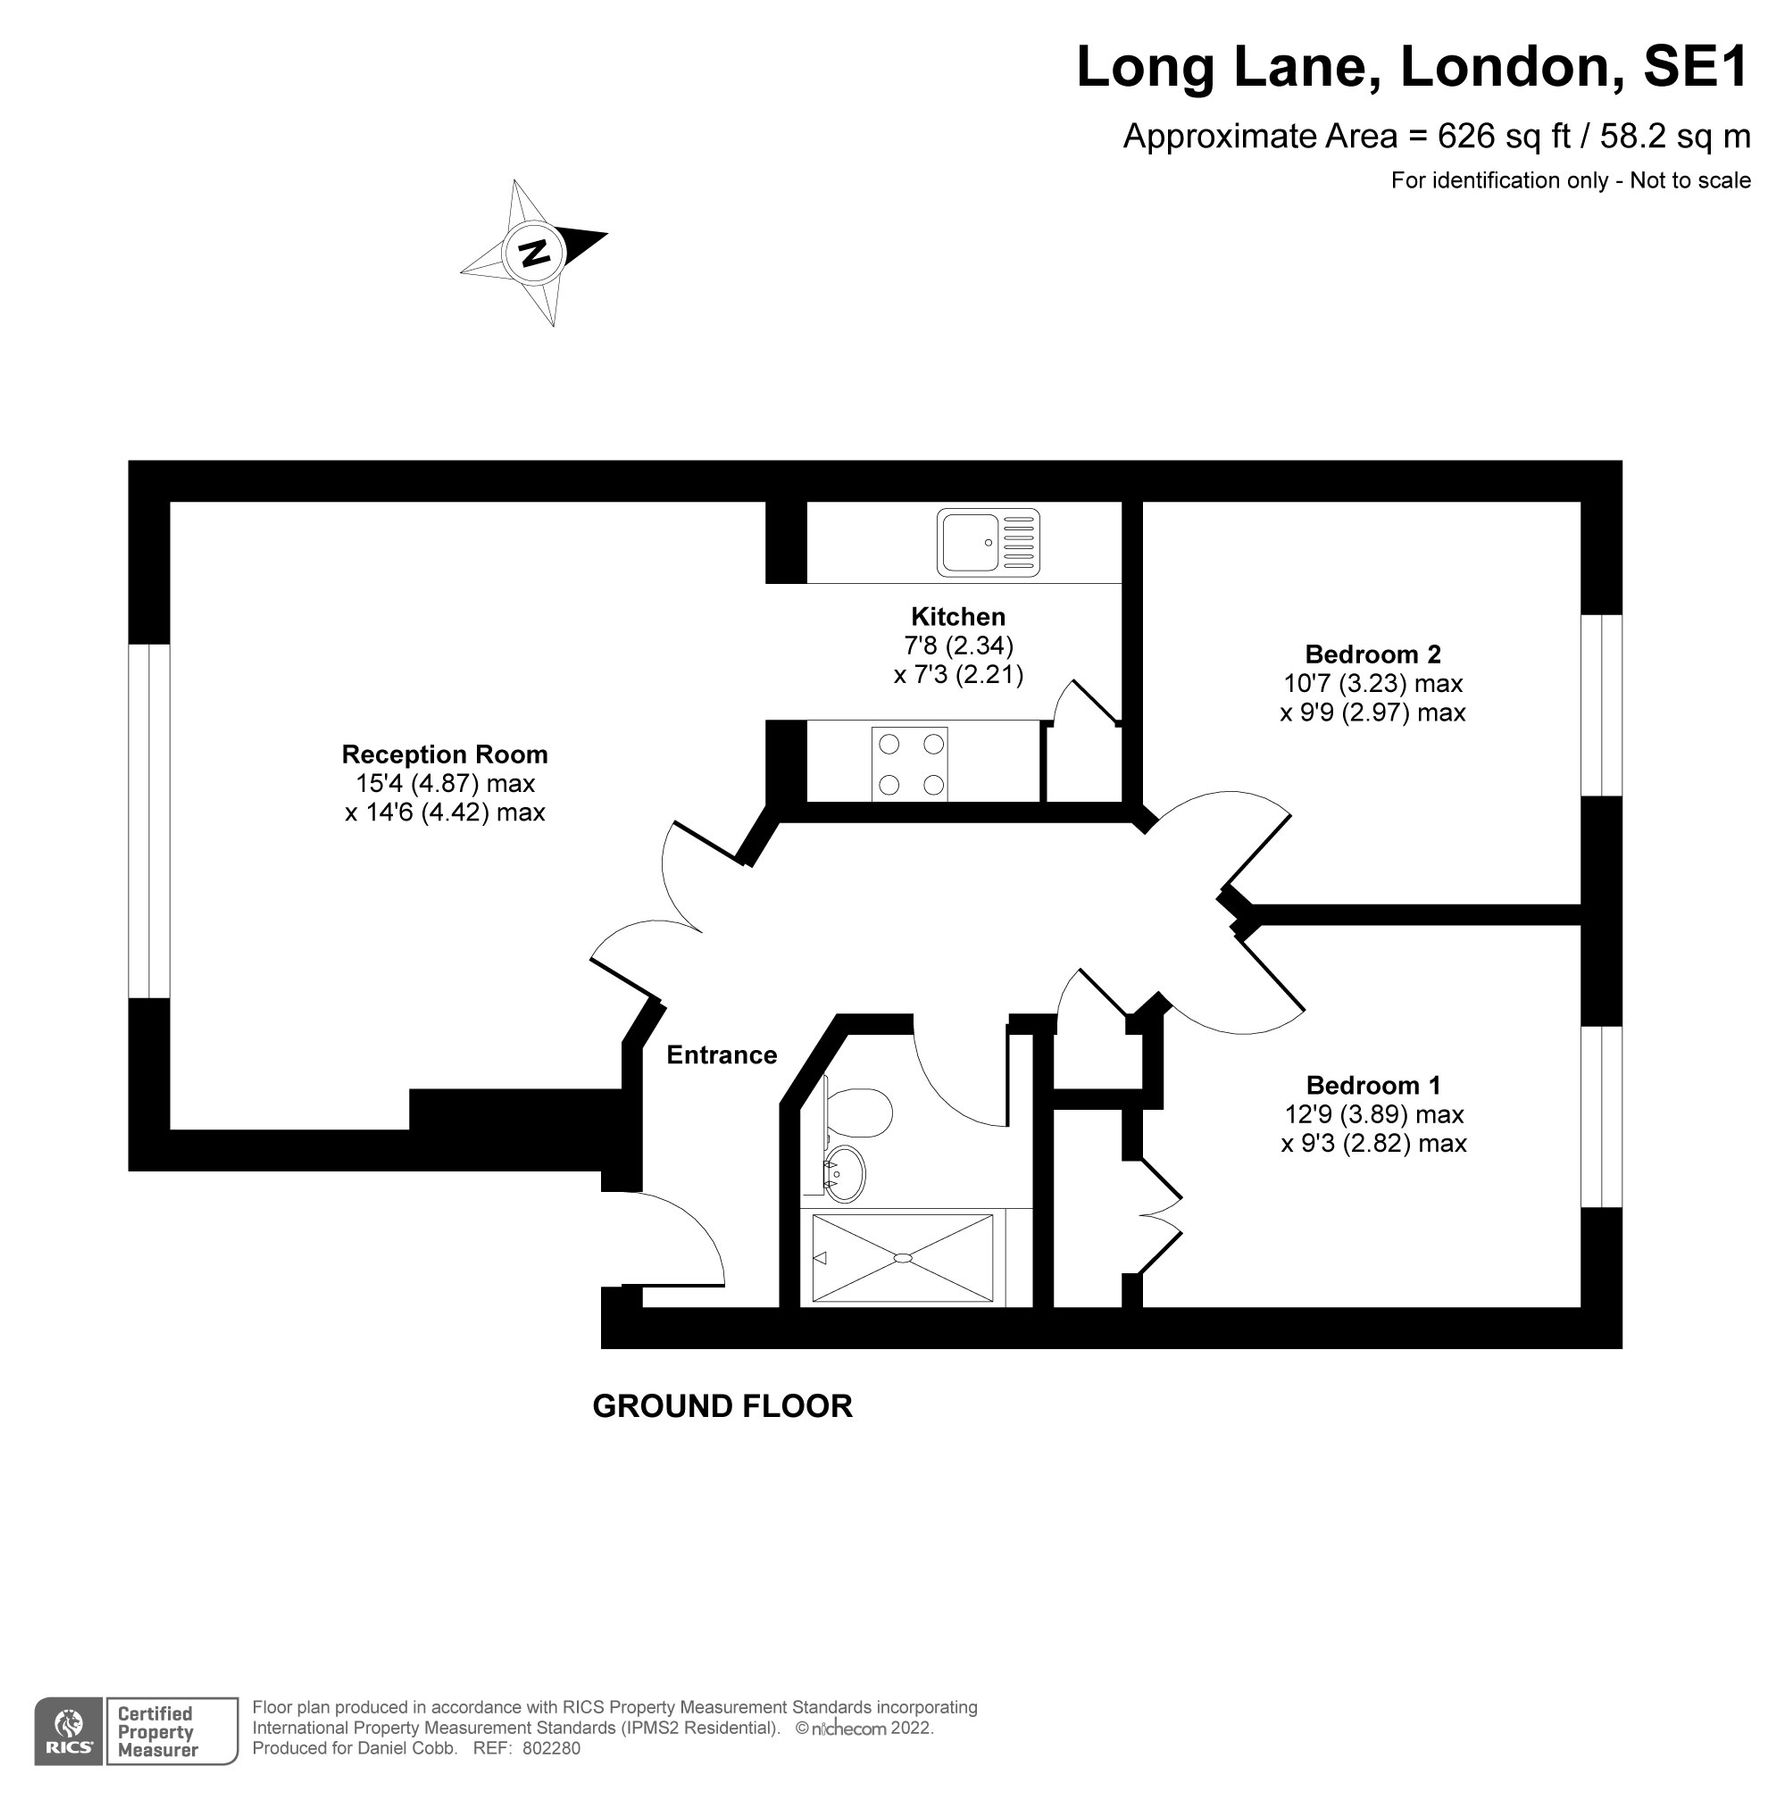 Long Lane, London, SE1
Approximate Area = 626 sq ft / 58.2 sq m
For identification only - Not to scale
N
Kitchen
7'8 (2.34)
x 7'3 (2.21)
Bedroom 2
10'7 (3.23) max
x 9'9 (2.97) max
Reception Room
15'4 (4.87) max
x 14'6 (4.42) max
Entrance
Bedroom 1
12'9 (3.89) max
x 9'3 (2.82) max
GROUND FLOOR
RICS
Certified
Property
Measurer
Floor plan produced in accordance with RICS Property Measurement Standards incorporating
International Property Measurement Standards (IPMS2 Residential). © nichecom 2022.
Produced for Daniel Cobb. REF: 802280